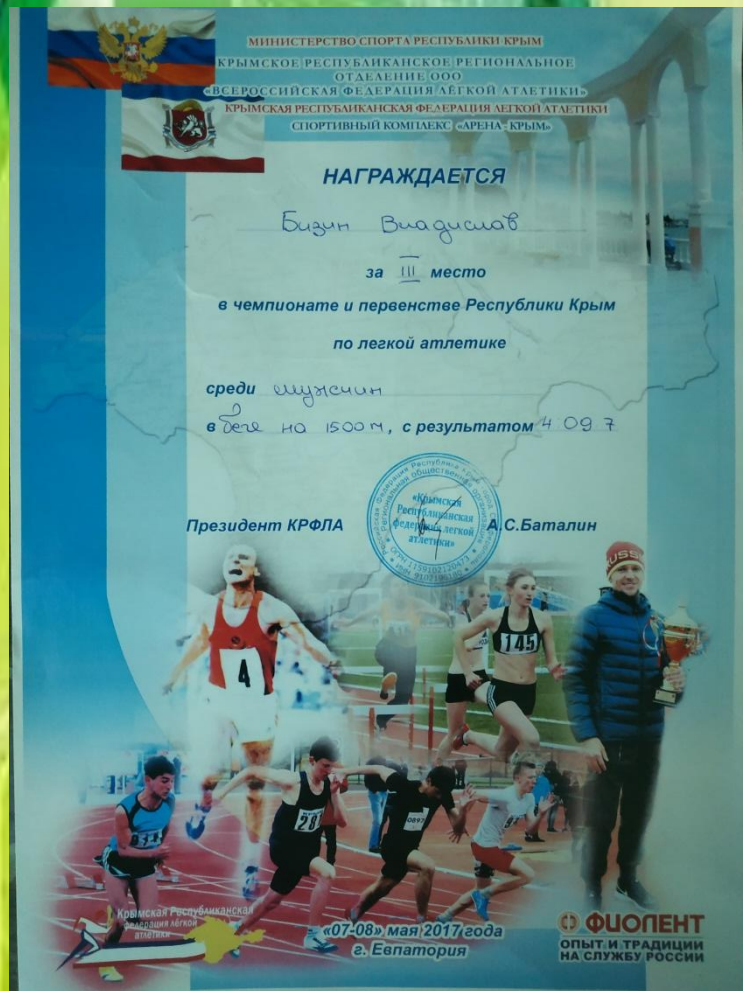 МИНИСТЕРСТВО СПОРТА РЕСПУБЛИКИ КРЫМ
КРЫМСКОЕ РЕСПУБЛИКАНСКОЕ РЕГИОНАЛЬНОЕ
ОТДЕЛЕНИЕ ООО
«ВСЕРОССИЙСКАЯ ФЕДЕРАЦИЯ ЛЁГКОЙ АТЛЕТИКИ»
КРЫМСКАЯ РЕСПУБЛИКАНСКАЯ ФЕДЕРАЦИЯ ЛЕГКОЙ АТЛЕТИКИ
СПОРТИВНЫЙ КОМПЛЕКС «АРЕНА - КРЫМ»
НАГРАЖДАЕТСЯ
Бизин Владислав
за III место
в чемпионате и первенстве Республики Крым
по легкой атлетике
среди мужчин
в беге на 1500 м, с результатом 4 09 7
«Крымская
Республиканская
федерация легкой
атлетики»
Президент КРФЛА А.С.Баталин
RUSS
145
4
28
Крымская Республиканская
федерация лёгкой
атлетики
«07-08» мая 2017 года
г. Евпатория
ФИОЛЕНТ
ОПЫТ И ТРАДИЦИИ
НА СЛУЖБУ РОССИИ